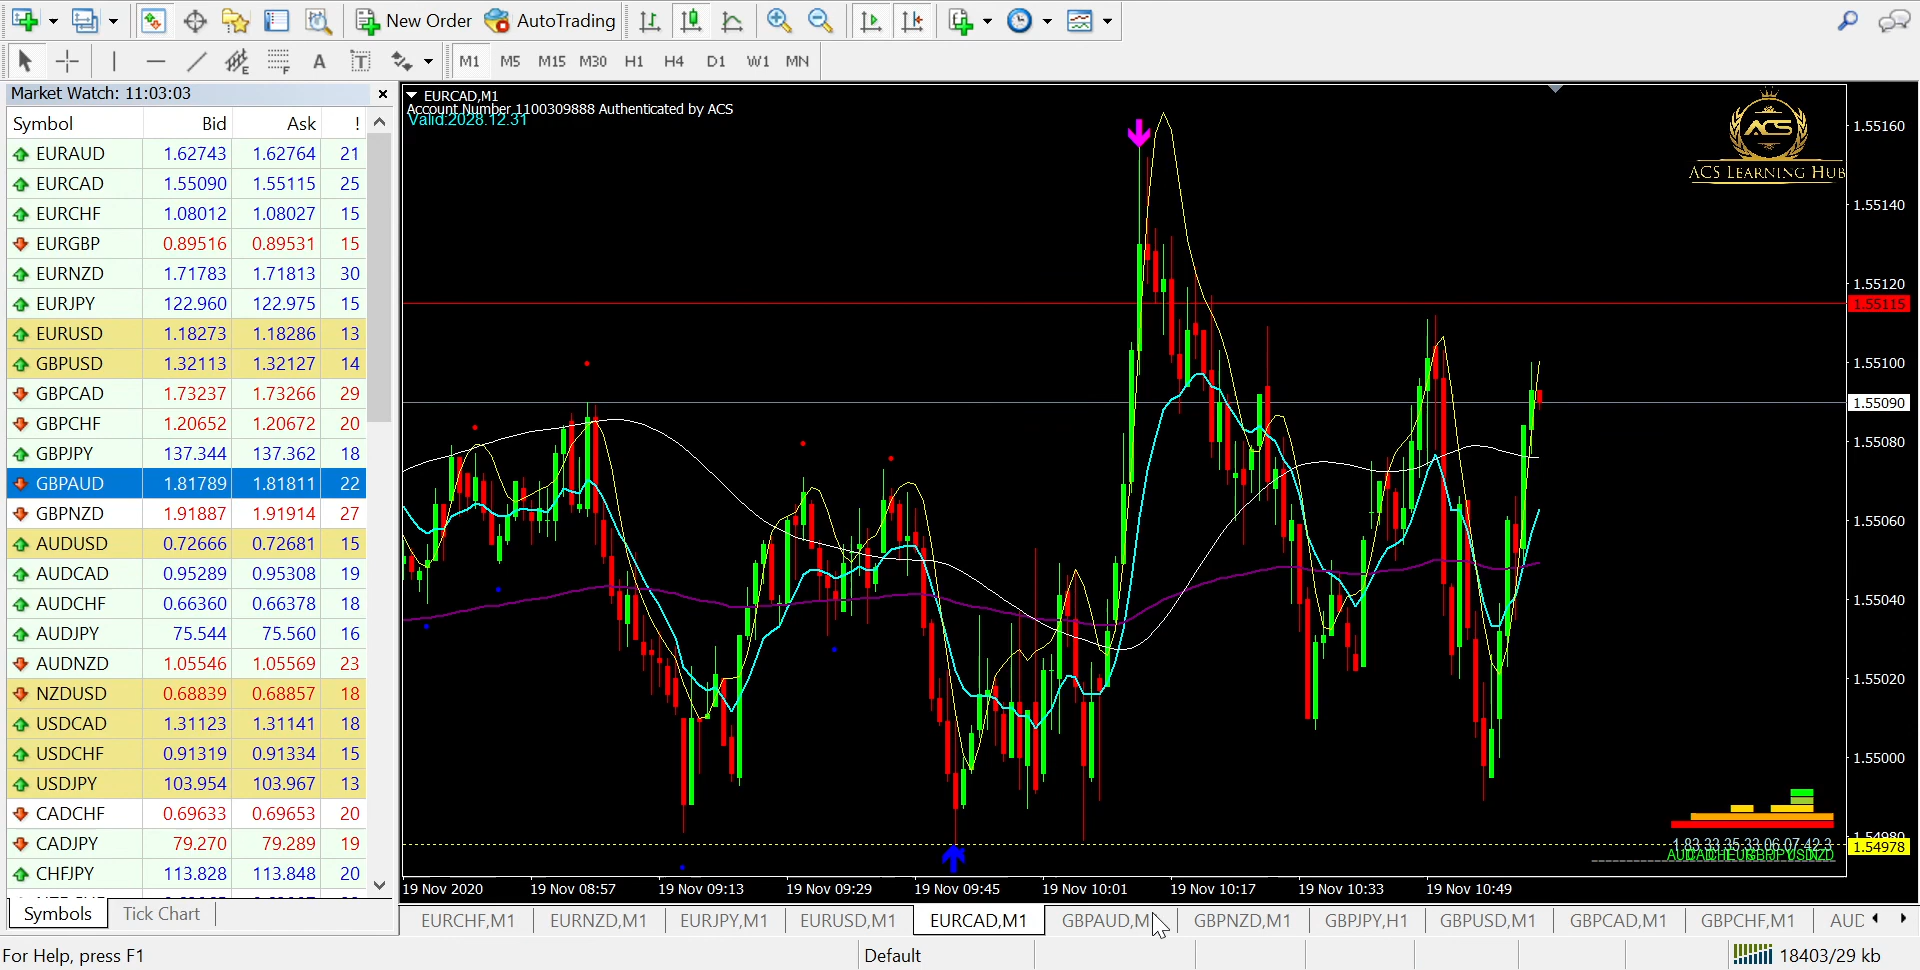 New Order AutoTrading
A T
M1 M5 M15 M30 H1 H4 D1 W1 MN
Market Watch: 11:03:03
Symbol Bid Ask !
EURAUD 1.62743 1.62764 21
EURCAD 1.55090 1.55115 25
EURCHF 1.08012 1.08027 15
EURGBP 0.89516 0.89531 15
EURNZD 1.71783 1.71813 30
EURJPY 122.960 122.975 15
EURUSD 1.18273 1.18286 13
GBPUSD 1.32113 1.32127 14
GBPCAD 1.73237 1.73266 29
GBPCHF 1.20652 1.20672 20
GBPJPY 137.344 137.362 18
GBPAUD 1.81789 1.81811 22
GBPNZD 1.91887 1.91914 27
AUDUSD 0.72666 0.72681 15
AUDCAD 0.95289 0.95308 19
AUDCHF 0.66360 0.66378 18
AUDJPY 75.544 75.560 16
AUDNZD 1.05546 1.05569 23
NZDUSD 0.68839 0.68857 18
USDCAD 1.31123 1.31141 18
USDCHF 0.91319 0.91334 15
USDJPY 103.954 103.967 13
CADCHF 0.69633 0.69653 20
CADJPY 79.270 79.289 19
CHFJPY 113.828 113.848 20
Symbols Tick Chart
EURCAD,M1
Account Number 1100309888 Authenticated by ACS
Valid:2028.12.31
ACS
ACS LEARNING HUB
1.55160
1.55140
1.55120
1.55115
1.55100
1.55090
1.55080
1.55060
1.55040
1.55020
1.55000
1.54980
1.54978
19 Nov 2020 19 Nov 08:57 19 Nov 09:13 19 Nov 09:29 19 Nov 09:45 19 Nov 10:01 19 Nov 10:17 19 Nov 10:33 19 Nov 10:49
EURCHF,M1 EURNZD,M1 EURJPY,M1 EURUSD,M1 EURCAD,M1 GBPAUD,M GBPNZD,M1 GBPJPY,H1 GBPUSD,M1 GBPCAD,M1 GBPCHF,M1 AUD
For Help, press F1 Default 18403/29 kb